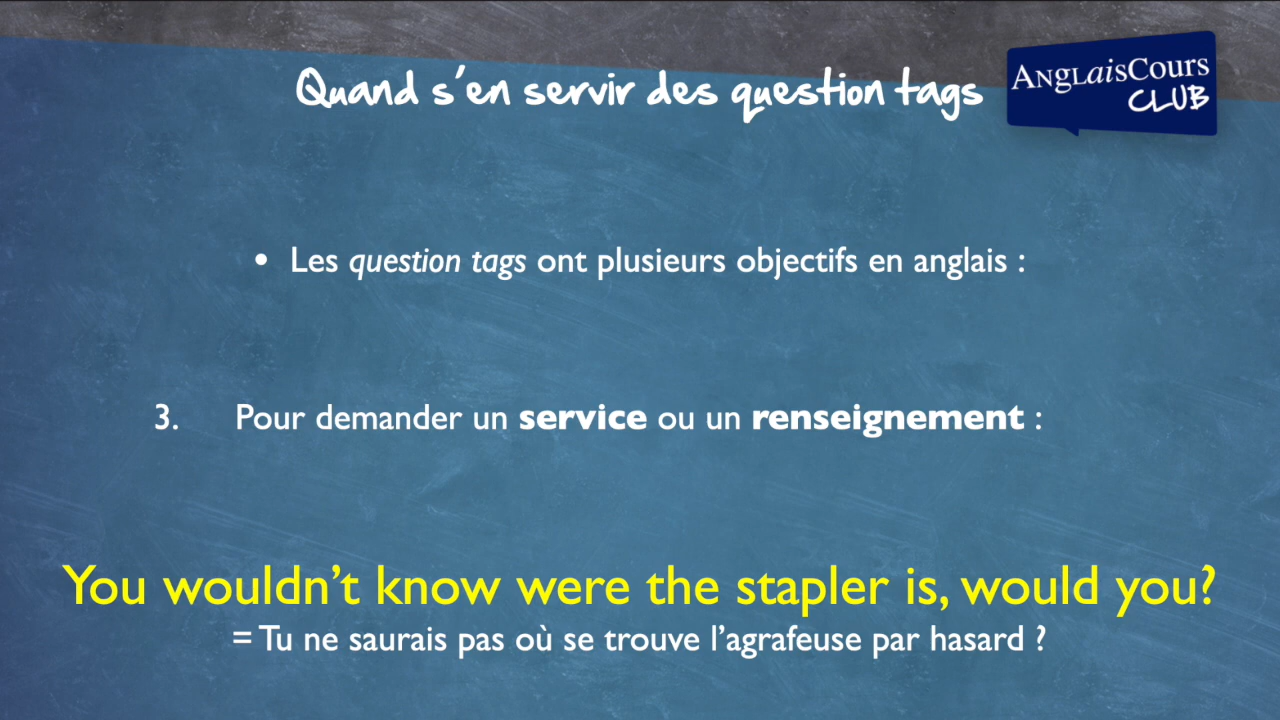 Quand s'en servir des question tags
ANGLaisCours
CLUB
• Les question tags ont plusieurs objectifs en anglais :
3. Pour demander un service ou un renseignement :
You wouldn't know were the stapler is, would you?
= Tu ne saurais pas où se trouve l'agrafeuse par hasard ?